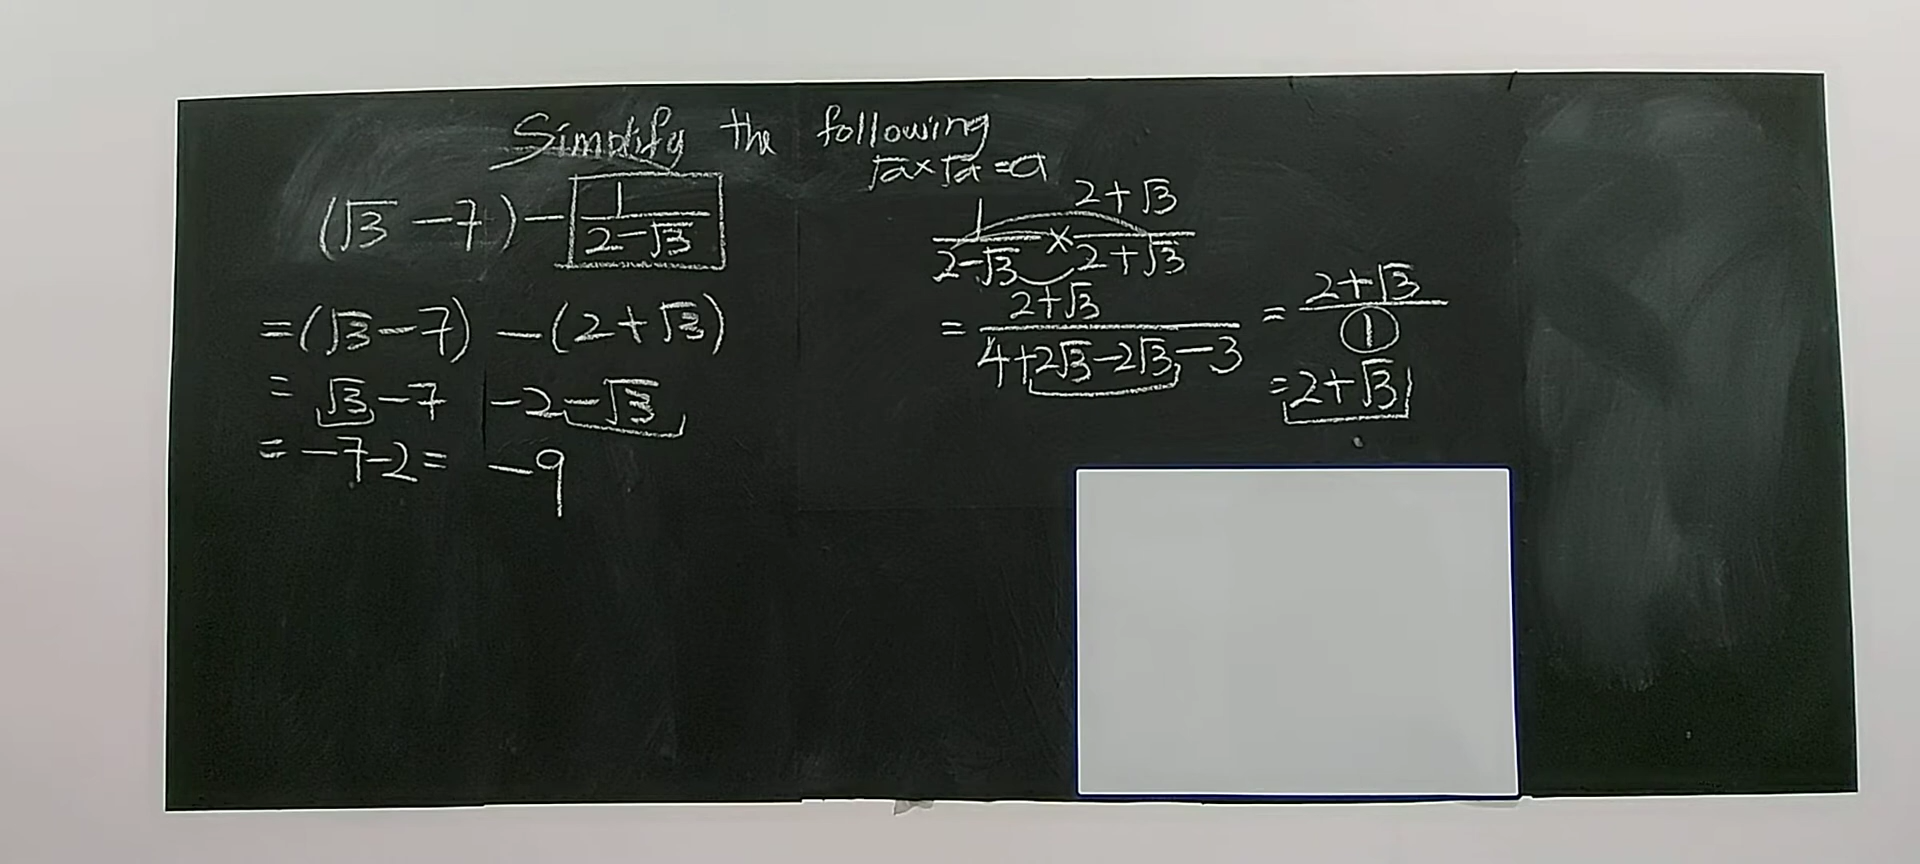 Simplify the following
(√3 - 7) - 1/(2-√3)
= (√3 - 7) - (2+√3)
= √3 - 7 -2 - √3
= -7-2 = -9
√a×√a = a
1/(2-√3) × (2+√3)/(2+√3)
= (2+√3)/(4+2√3-2√3-3) = (2+√3)/1
= 2+√3